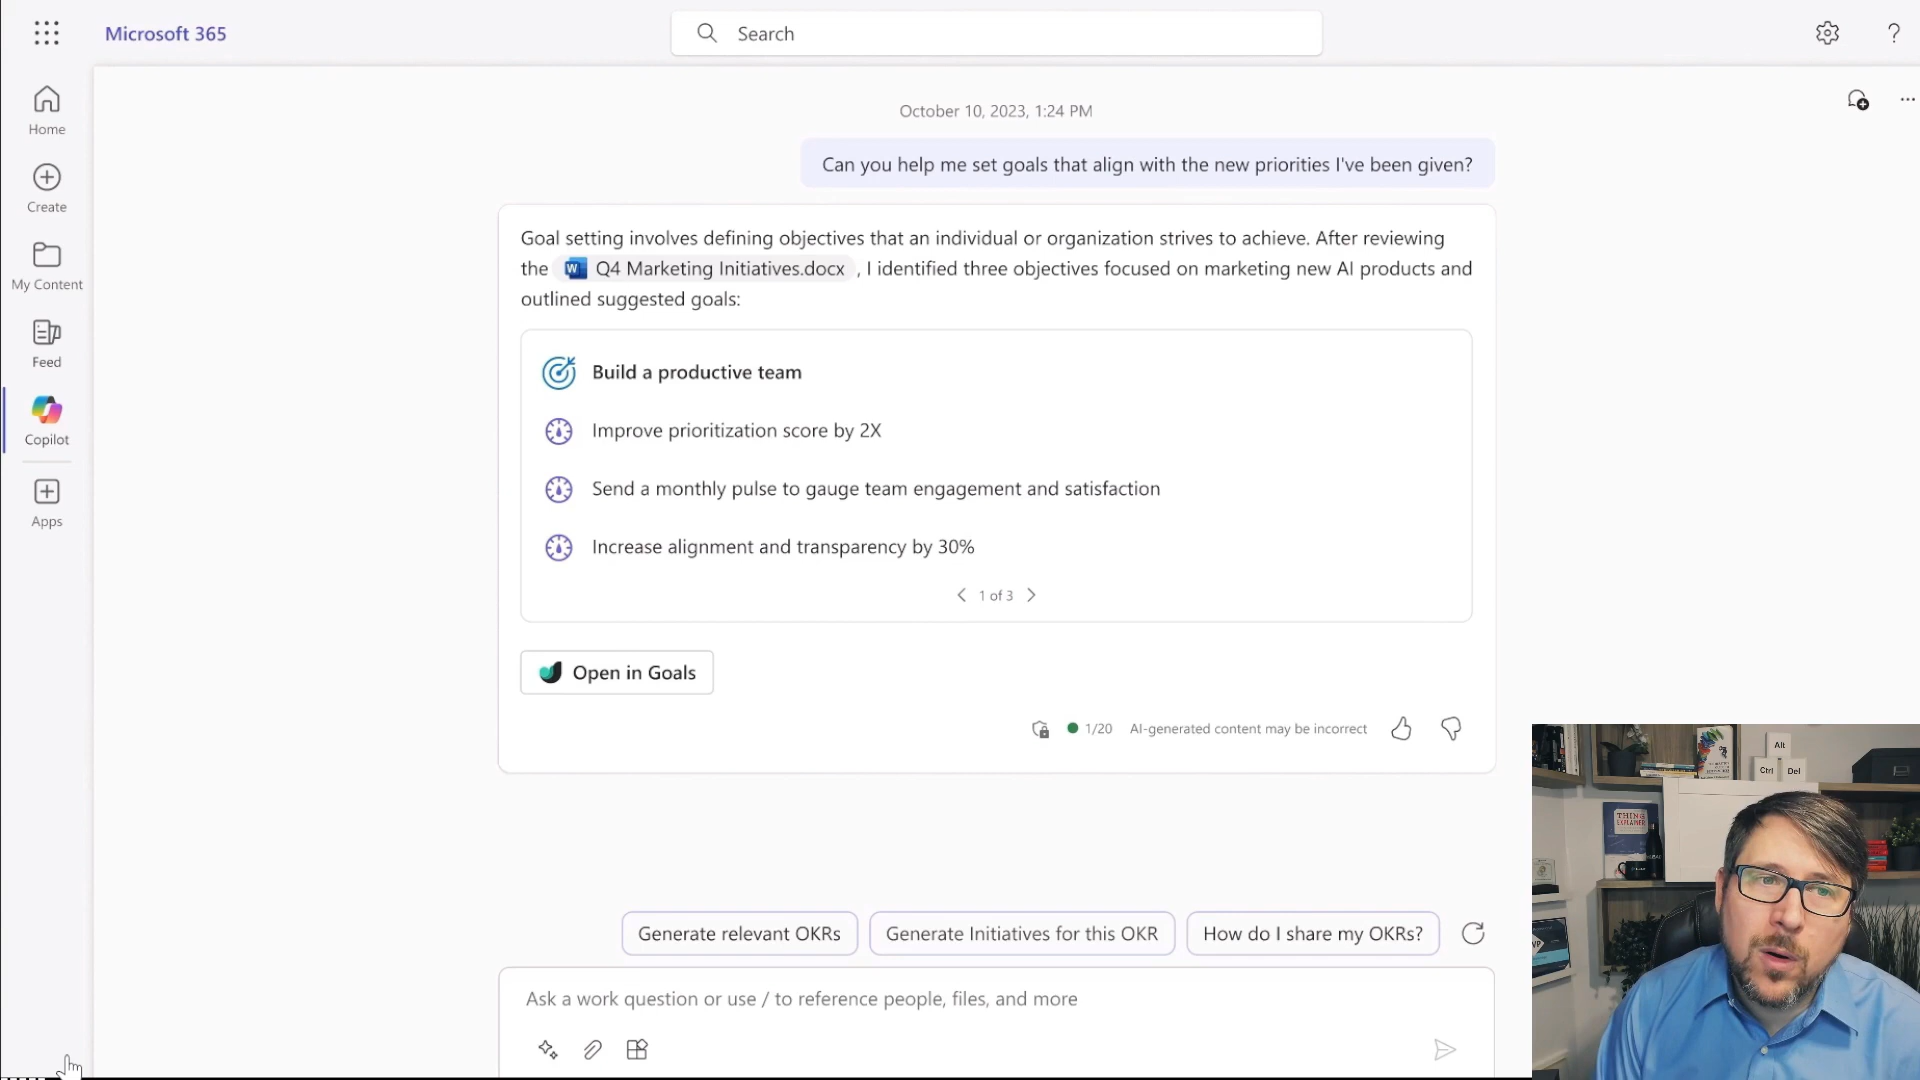 Microsoft 365
Search
?
Home
Create
My Content
Feed
Copilot
Apps
October 10, 2023, 1:24 PM
Can you help me set goals that align with the new priorities I've been given?
Goal setting involves defining objectives that an individual or organization strives to achieve. After reviewing
the W Q4 Marketing Initiatives.docx , I identified three objectives focused on marketing new AI products and
outlined suggested goals:
Build a productive team
Improve prioritization score by 2X
Send a monthly pulse to gauge team engagement and satisfaction
Increase alignment and transparency by 30%
1 of 3
Open in Goals
1/20 AI-generated content may be incorrect
Generate relevant OKRs
Generate Initiatives for this OKR
How do I share my OKRs?
Ask a work question or use / to reference people, files, and more
Alt
Ctrl Del
THING
EXPLAINER